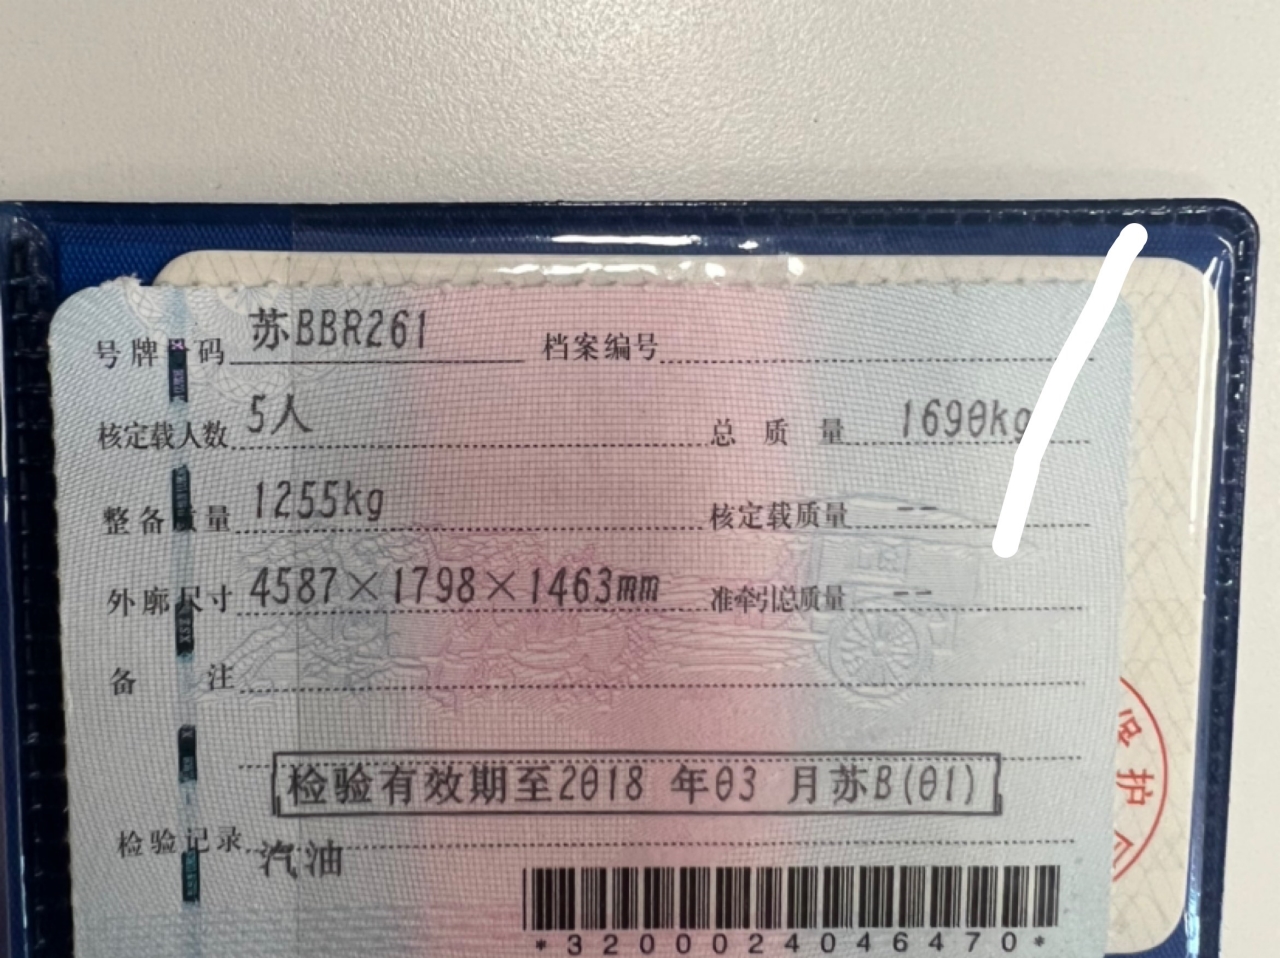 号牌号码 苏BBR261 档案编号
核定载人数 5人 总质量 1690kg
整备质量 1255kg 核定载质量 --
外廓尺寸 4587×1798×1463mm 准牵引总质量 --
备注
检验有效期至2018 年03 月苏B(01)
检验记录
汽油
*3200024046470*
保护